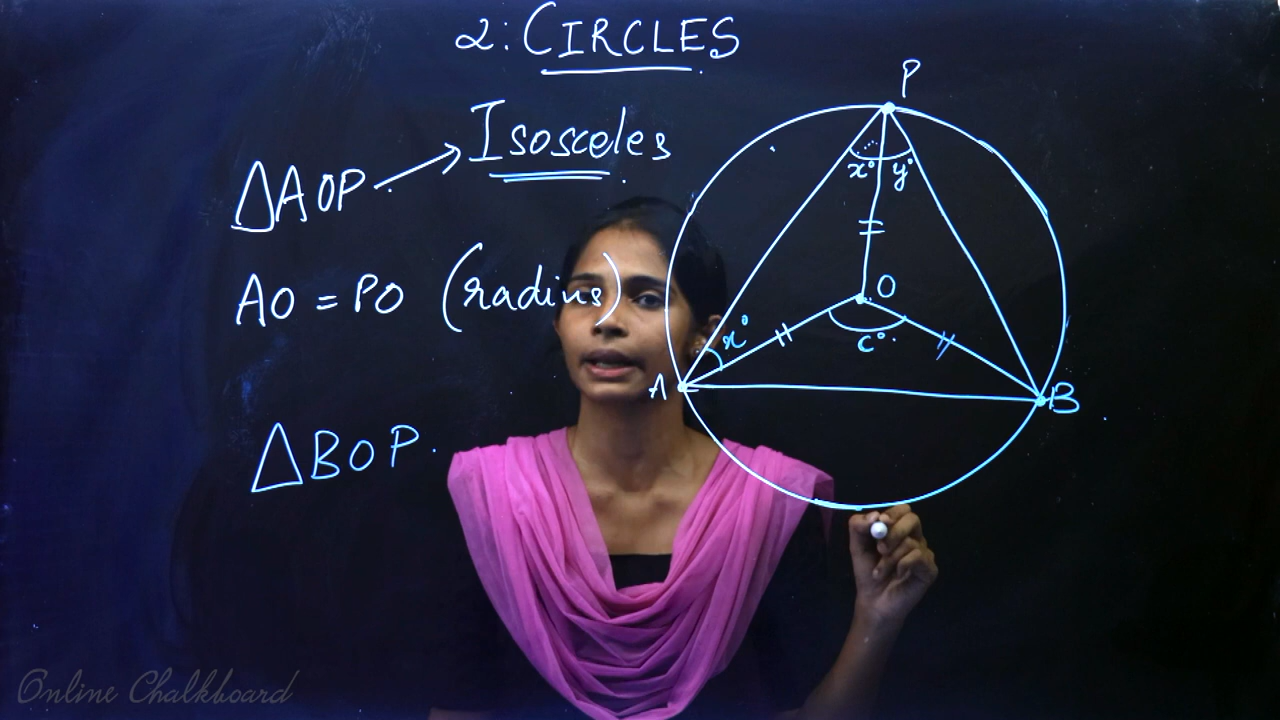 2: CIRCLES
ΔAOP → Isosceles
AO = PO (radius)
ΔBOP.
P
x° y°
O
x°
c°.
A
B
Online Chalkboard